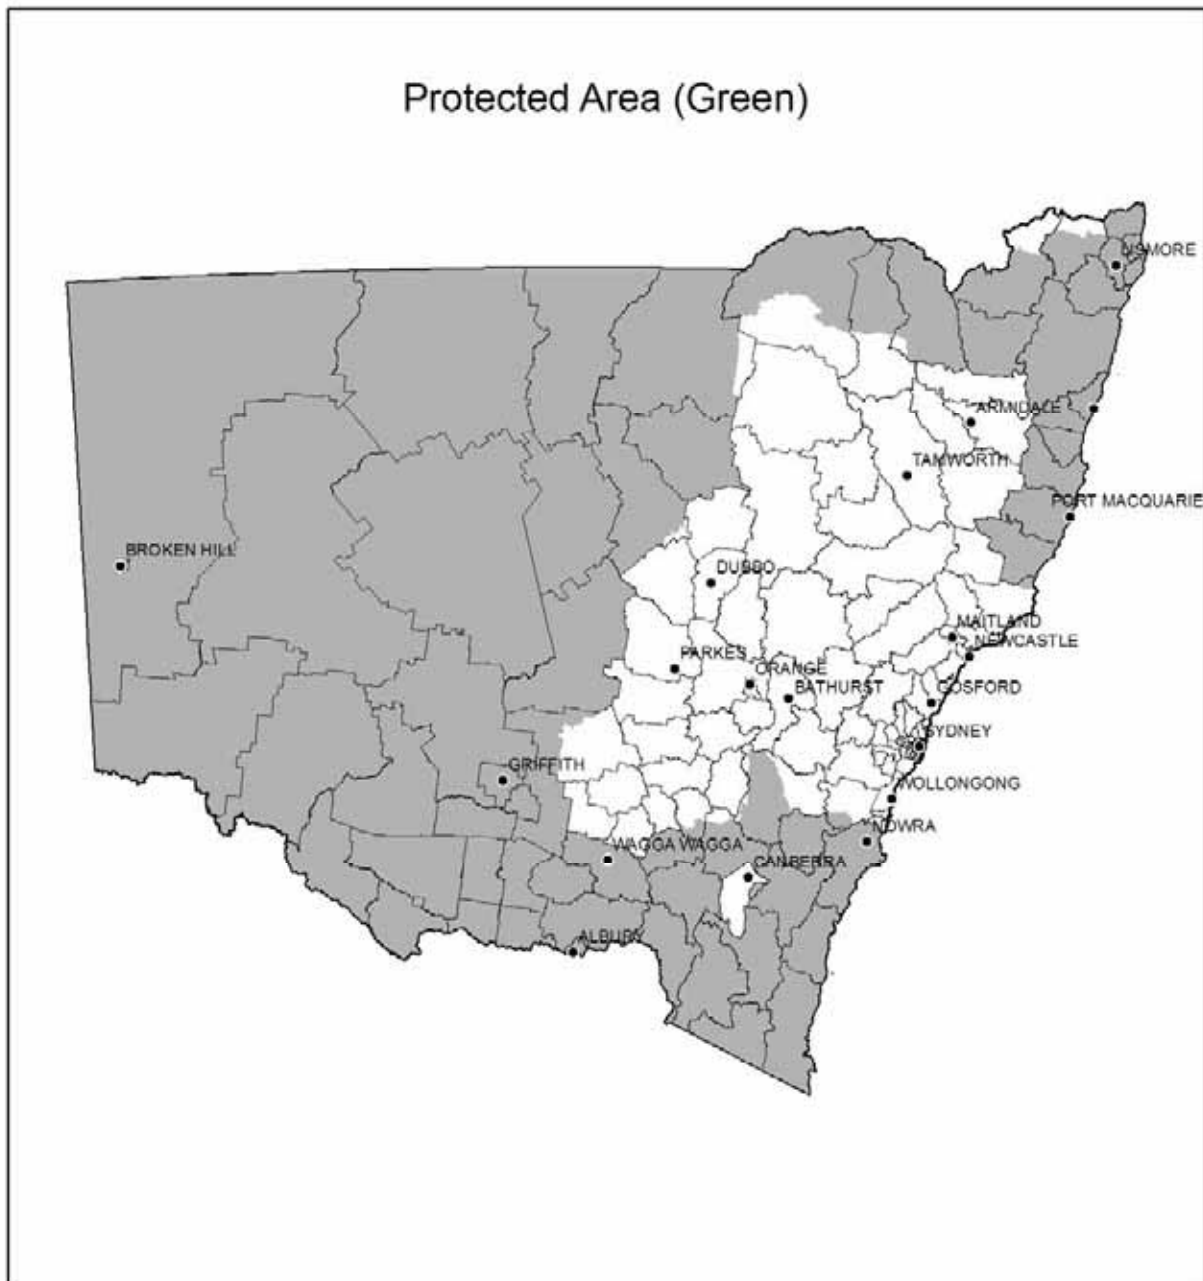 Protected Area (Green)
LISMORE
ARMIDALE
TAMWORTH
PORT MACQUARIE
BROKEN HILL
DUBBO
MAITLAND
NEWCASTLE
PARKES
ORANGE
GOSFORD
BATHURST
SYDNEY
GRIFFITH
WOLLONGONG
NOWRA
WAGGA WAGGA
CANBERRA
ALBURY